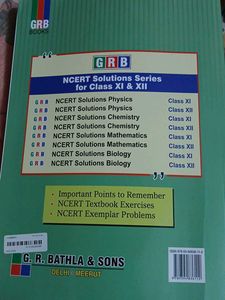 GRB
BOOKS
GRB
NCERT Solutions Series
for Class XI & XII
GRB NCERT Solutions Physics Class XI
GRB NCERT Solutions Physics Class XII
GRB NCERT Solutions Chemistry Class XI
GRB NCERT Solutions Chemistry Class XII
GRB NCERT Solutions Mathematics Class XI
GRB NCERT Solutions Mathematics Class XII
GRB NCERT Solutions Biology Class XI
GRB NCERT Solutions Biology Class XII
• Important Points to Remember
• NCERT Textbook Exercises
• NCERT Exemplar Problems
G. R. BATHLA & SONS
DELHI MEERUT